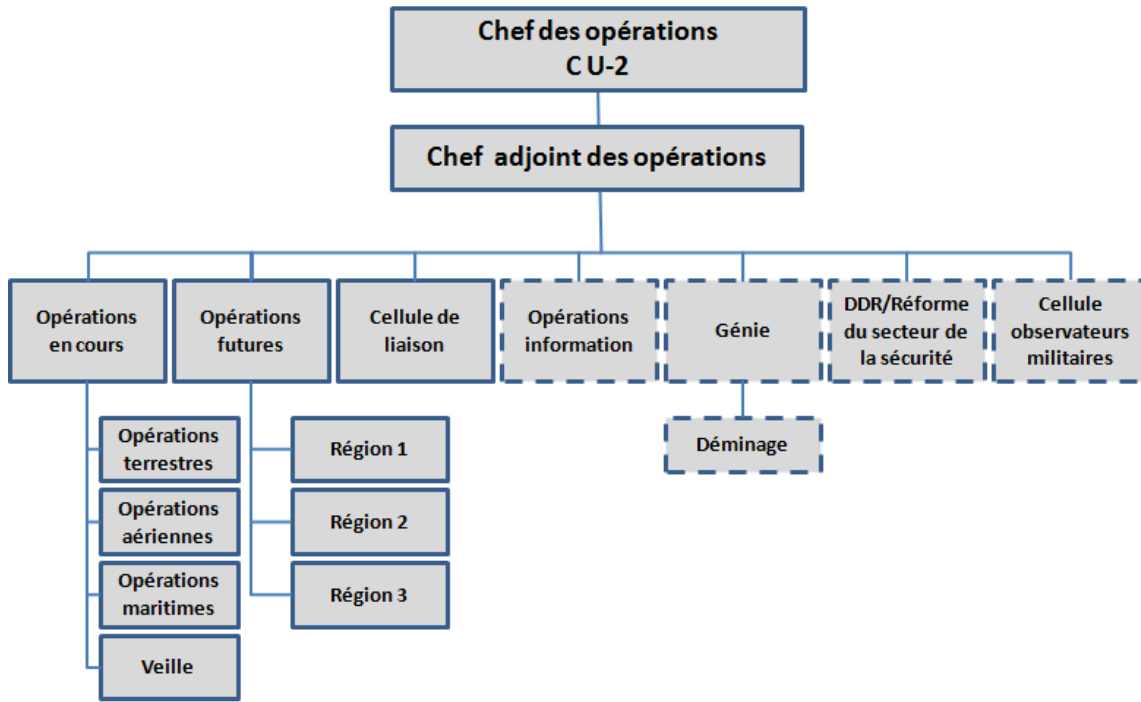 Chef des opérations
C U-2
Chef adjoint des opérations
Opérations
en cours
Opérations
futures
Cellule de
liaison
Opérations
information
Génie
DDR/Réforme
du secteur de
la sécurité
Cellule
observateurs
militaires
Opérations
terrestres
Opérations
aériennes
Opérations
maritimes
Veille
Région 1
Région 2
Région 3
Déminage